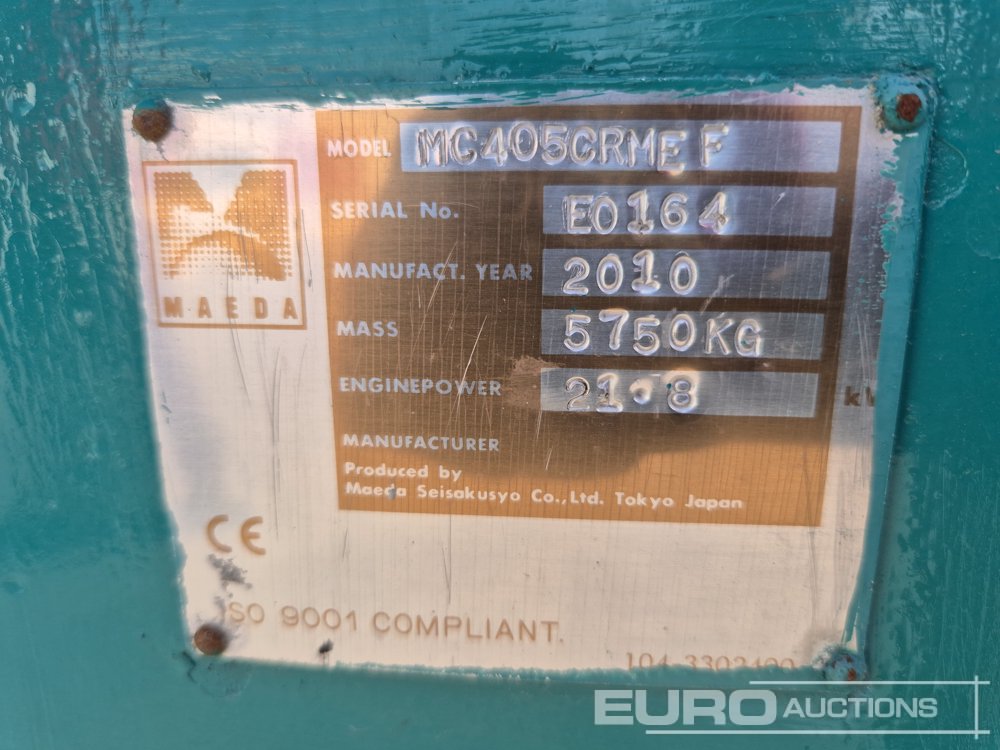 MODEL MC405CRME F
SERIAL No. E0164
MANUFACT. YEAR 2010
MAEDA
MASS 5750KG
ENGINEPOWER 21.8
MANUFACTURER
Produced by
Maeda Seisakusyo Co.,Ltd. Tokyo Japan
CE
ISO 9001 COMPLIANT.
EURO AUCTIONS